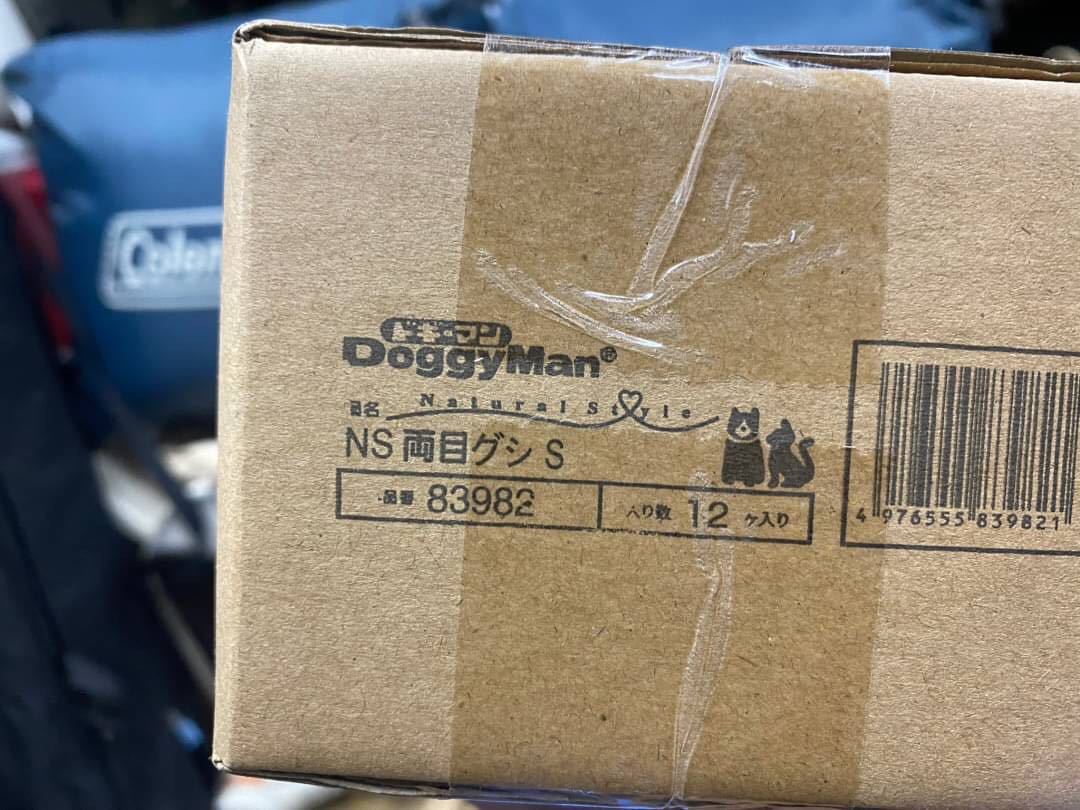 Colem
ドギーマン
DoggyMan®
Natural Style
品名
NS 両目グシ S
品番 83982
入り数 12 ヶ入り
4 976555 839821